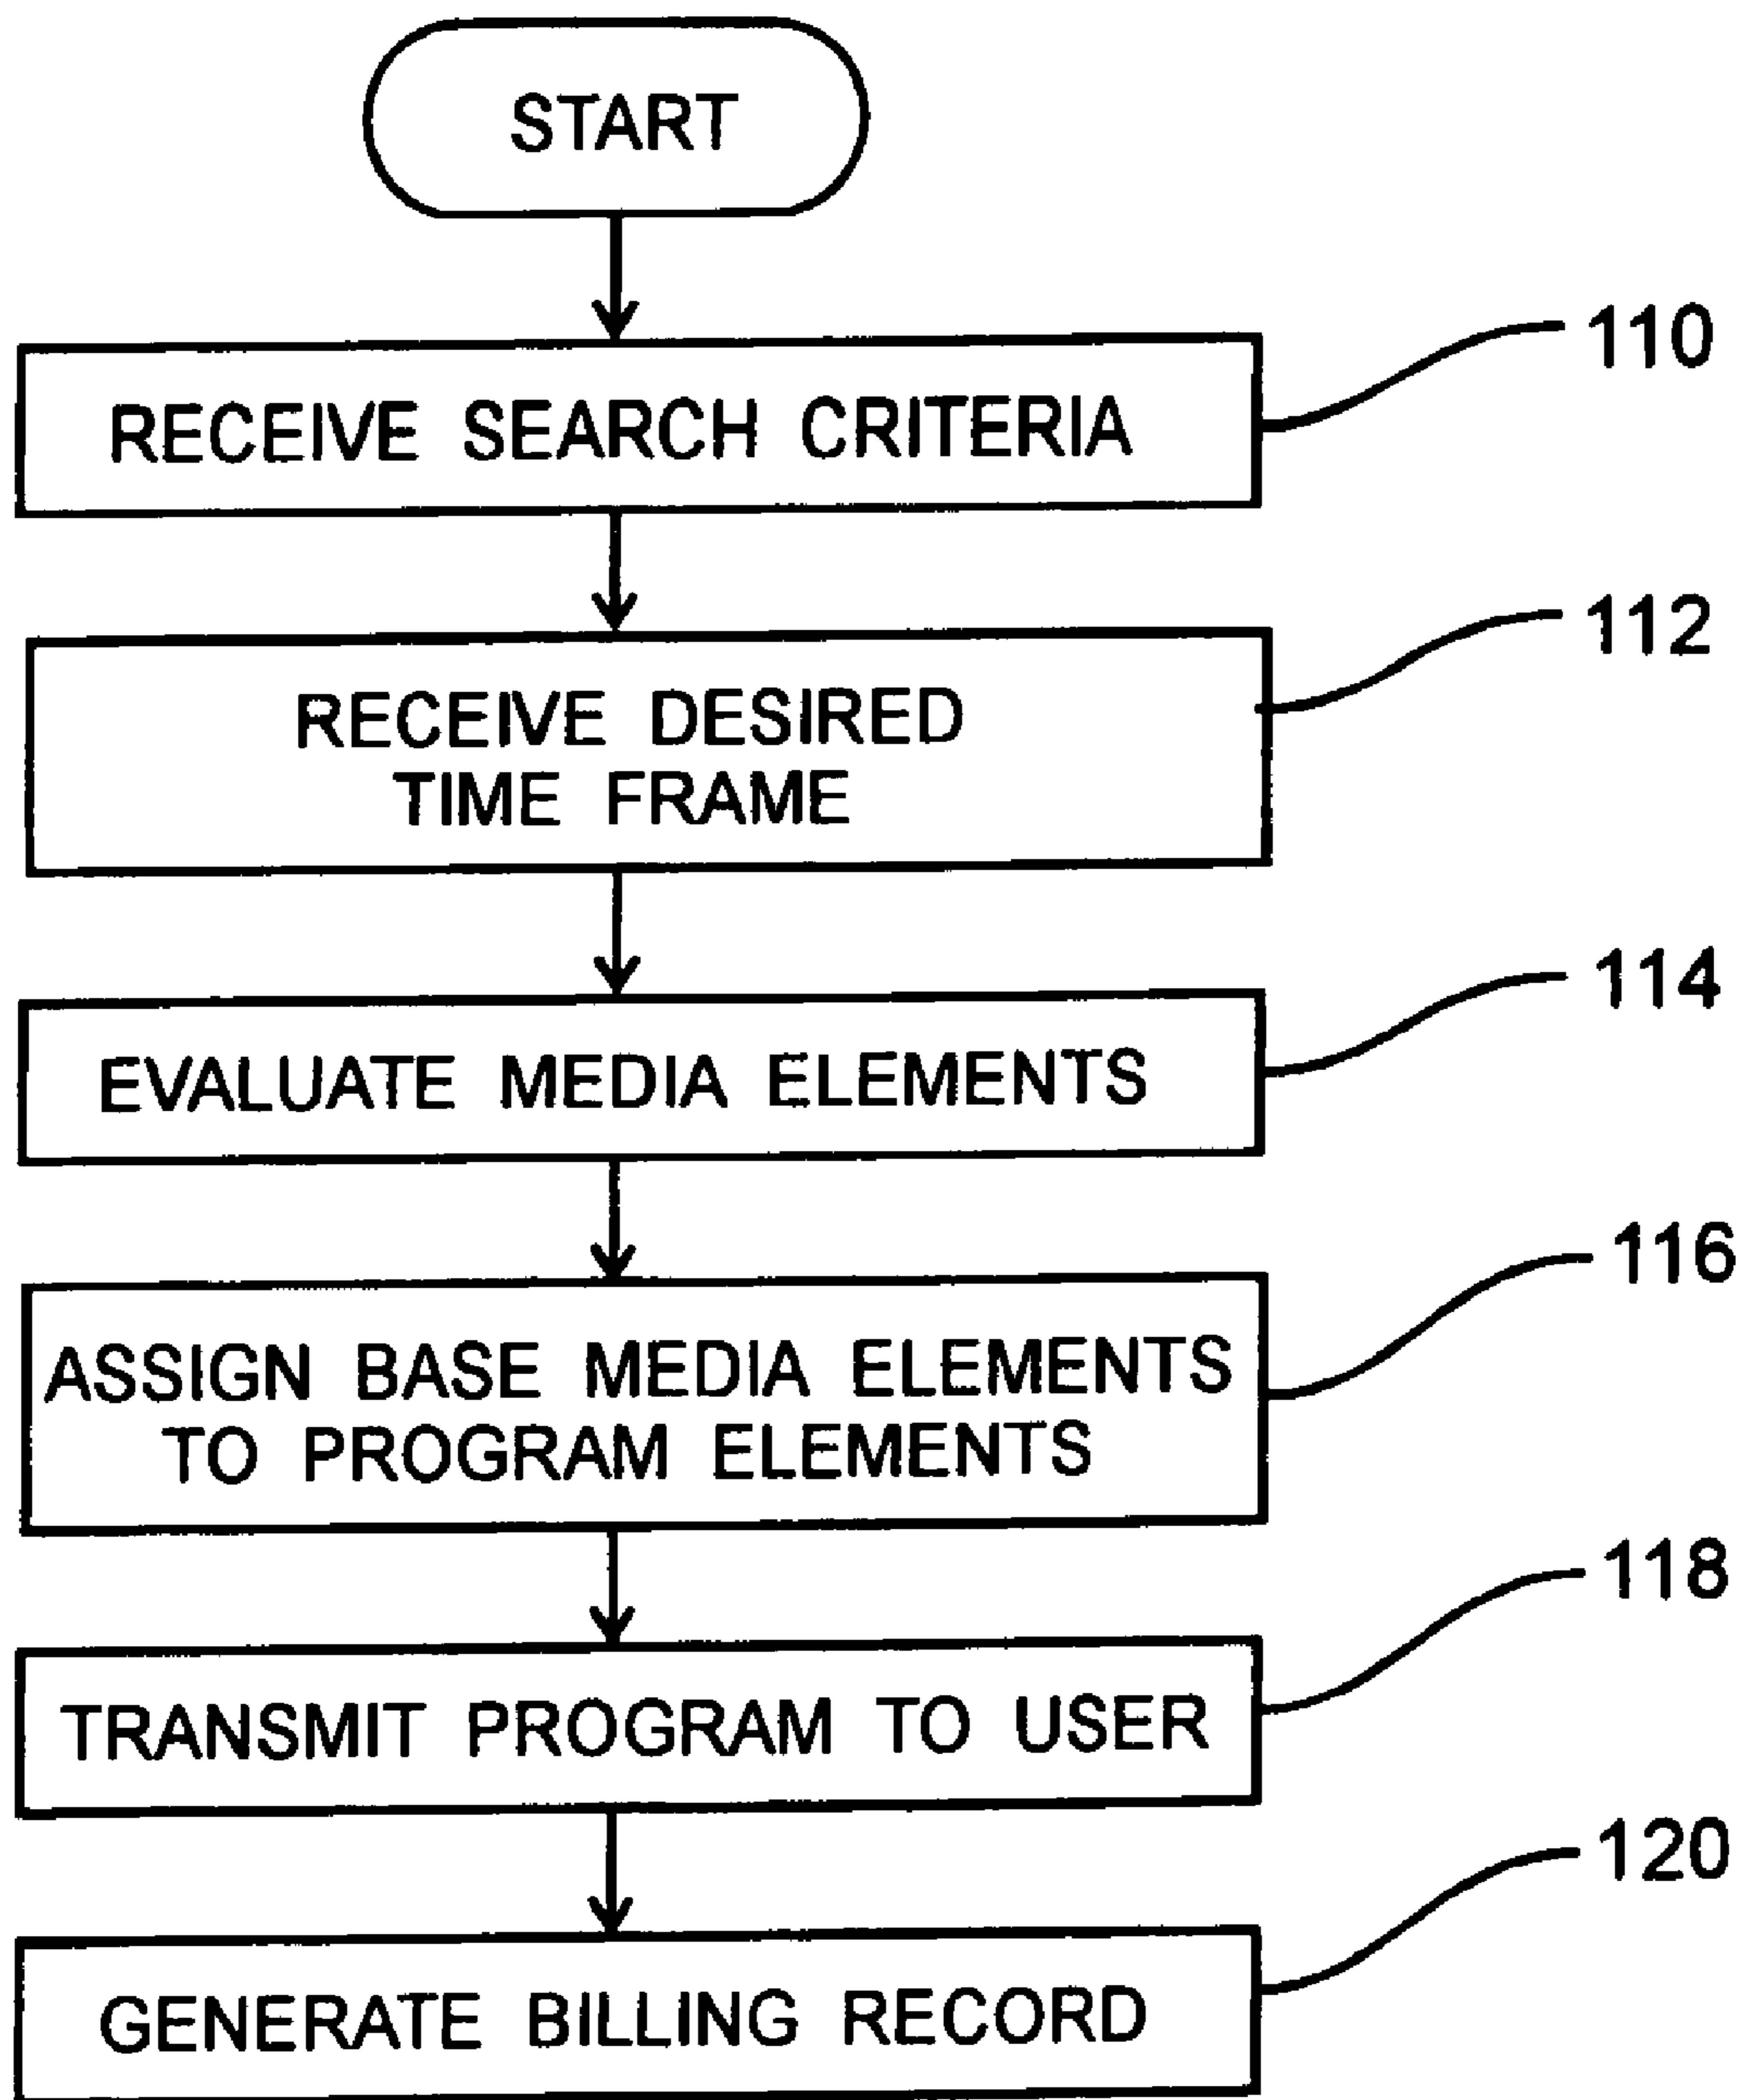 START
RECEIVE SEARCH CRITERIA
110
RECEIVE DESIRED
TIME FRAME
112
EVALUATE MEDIA ELEMENTS
114
ASSIGN BASE MEDIA ELEMENTS
TO PROGRAM ELEMENTS
116
TRANSMIT PROGRAM TO USER
118
GENERATE BILLING RECORD
120